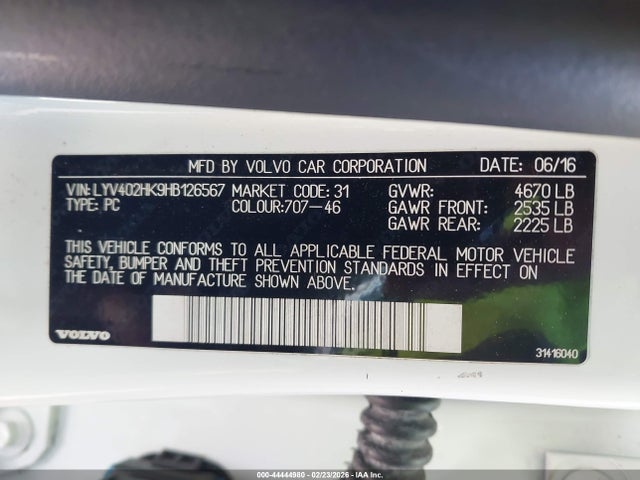 MFD BY VOLVO CAR CORPORATION DATE: 06/16
VIN: LYV402HK9HB126567 MARKET CODE: 31 GVWR: 4670 LB
TYPE: PC COLOUR: 707-46 GAWR FRONT: 2535 LB
GAWR REAR: 2225 LB
THIS VEHICLE CONFORMS TO ALL APPLICABLE FEDERAL MOTOR VEHICLE
SAFETY, BUMPER AND THEFT PREVENTION STANDARDS IN EFFECT ON
THE DATE OF MANUFACTURE SHOWN ABOVE.
VOLVO
31416040
000-44444980 - 02/23/2026 - IAA Inc.